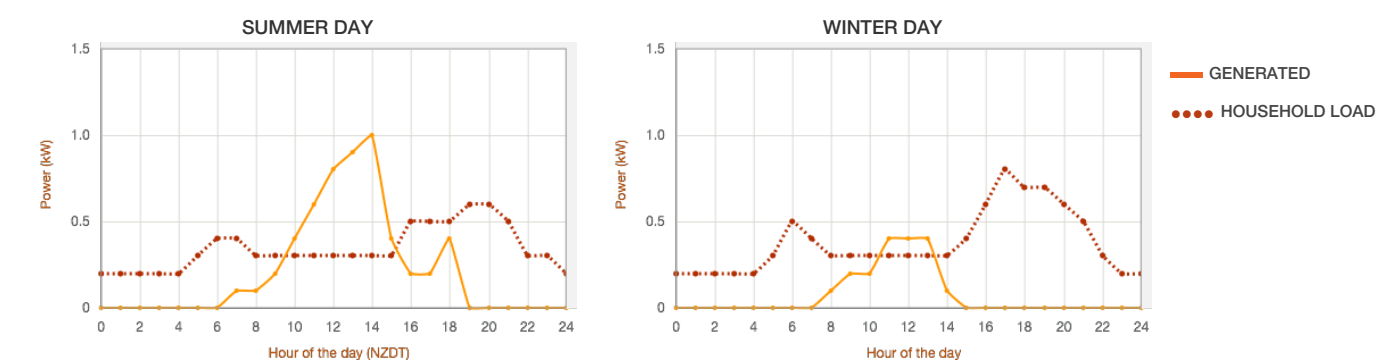 SUMMER DAY
WINTER DAY
GENERATED
HOUSEHOLD LOAD
Power (kW)
1.5
1.0
0.5
0
0 2 4 6 8 10 12 14 16 18 20 22 24
Hour of the day (NZDT)
Power (kW)
1.5
1.0
0.5
0
0 2 4 6 8 10 12 14 16 18 20 22 24
Hour of the day